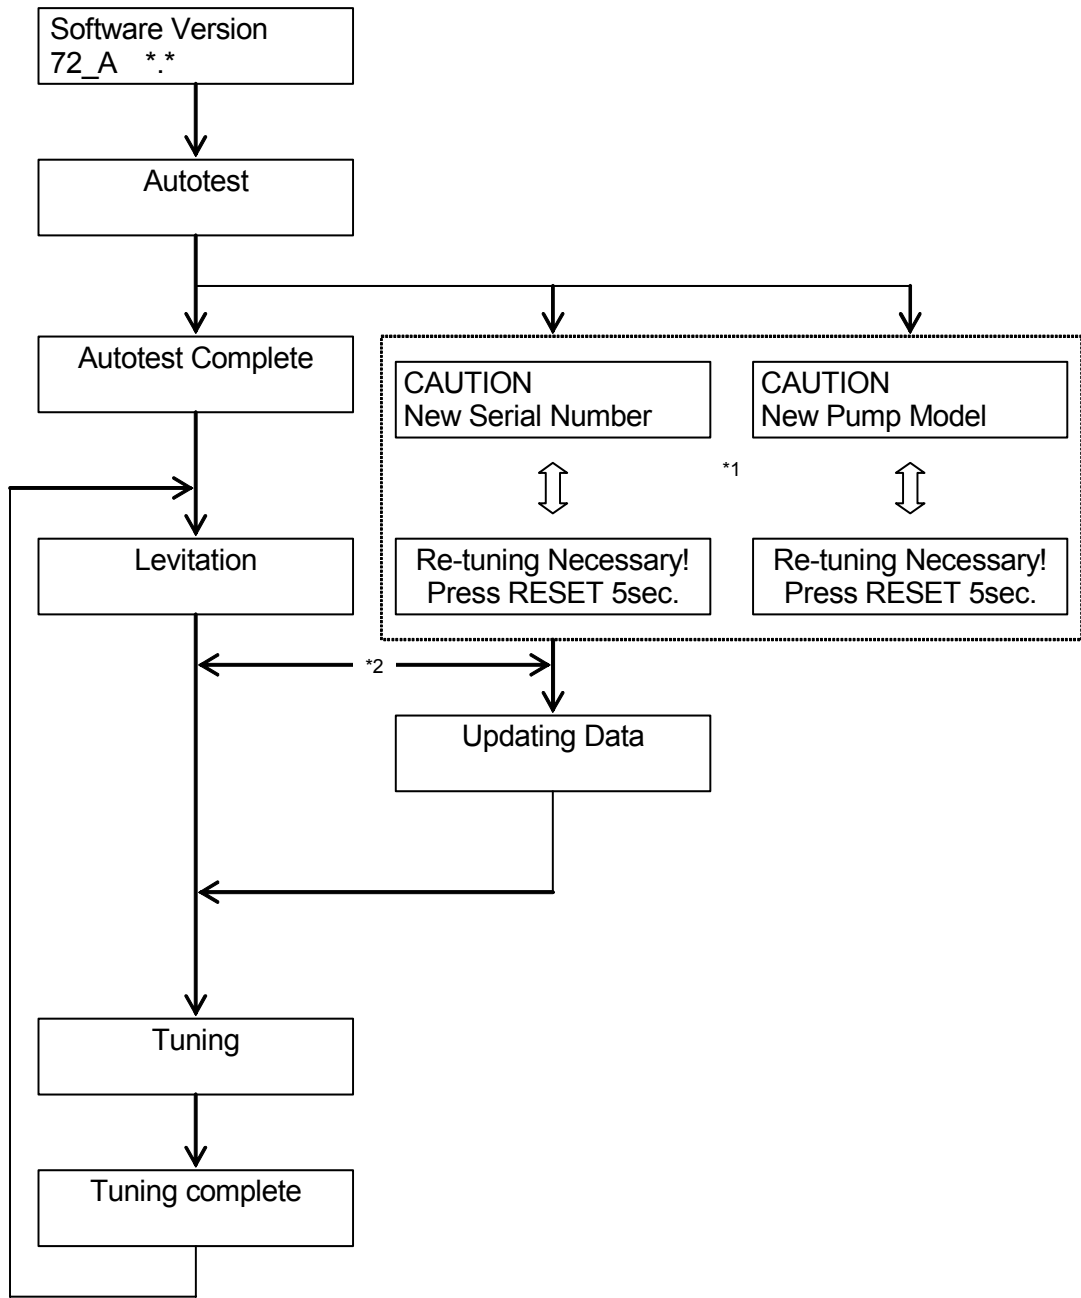 Software Version
72_A *.*
Autotest
Autotest Complete
CAUTION
New Serial Number
CAUTION
New Pump Model
*1
Levitation
Re-tuning Necessary!
Press RESET 5sec.
Re-tuning Necessary!
Press RESET 5sec.
*2
Updating Data
Tuning
Tuning complete